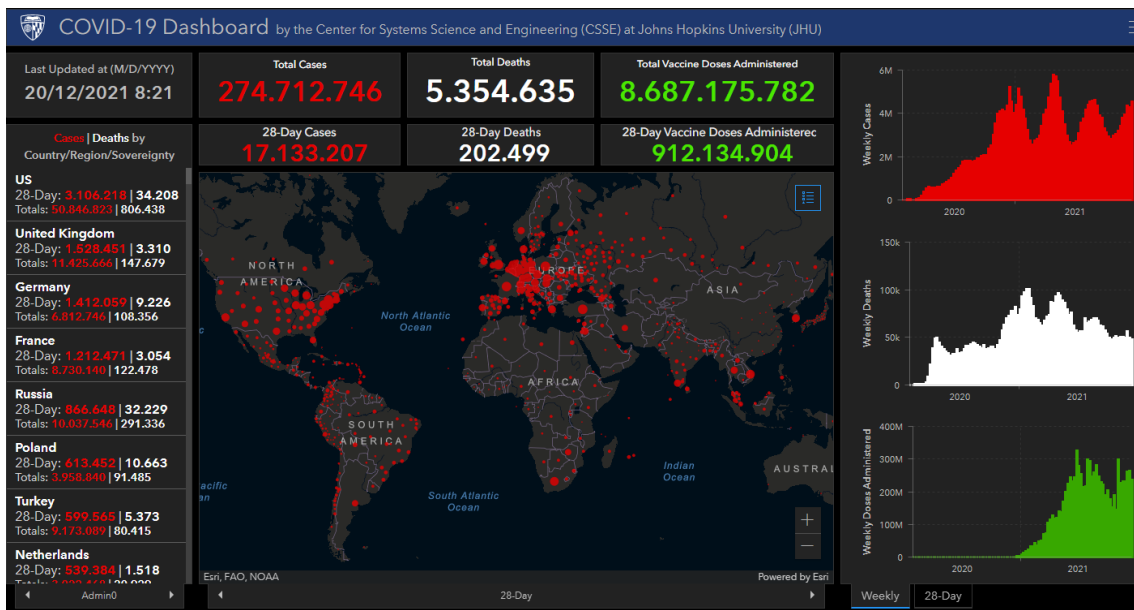 COVID-19 Dashboard by the Center for Systems Science and Engineering (CSSE) at Johns Hopkins University (JHU)
Last Updated at (M/D/YYYY)
20/12/2021 8:21
Cases | Deaths by
Country/Region/Sovereignty
US
28-Day: 3.106.218 | 34.208
Totals: 50.846.823 | 806.438
United Kingdom
28-Day: 1.528.451 | 3.310
Totals: 11.425.666 | 147.679
Germany
28-Day: 1.412.059 | 9.226
Totals: 6.812.746 | 108.356
France
28-Day: 1.212.471 | 3.054
Totals: 8.730.140 | 122.478
Russia
28-Day: 866.648 | 32.229
Totals: 10.037.546 | 291.336
Poland
28-Day: 613.452 | 10.663
Totals: 3.958.840 | 91.485
Turkey
28-Day: 599.565 | 5.373
Totals: 9.173.089 | 80.415
Netherlands
28-Day: 539.384 | 1.518
Totals:
Admin0
Total Cases
274.712.746
Total Deaths
5.354.635
Total Vaccine Doses Administered
8.687.175.782
28-Day Cases
17.133.207
28-Day Deaths
202.499
28-Day Vaccine Doses Administerec
912.134.904
NORTH
AMERICA
EUROPE
ASIA
North Atlantic
Ocean
AFRICA
SOUTH
AMERICA
Indian
Ocean
AUSTRAL
acific
an
South Atlantic
Ocean
Esri, FAO, NOAA
Powered by Esri
28-Day
6M
4M
2M
0
Weekly Cases
2020
2021
150k
100k
50k
0
Weekly Deaths
2020
2021
400M
300M
200M
100M
0
Weekly Doses Administered
2020
2021
Weekly
28-Day